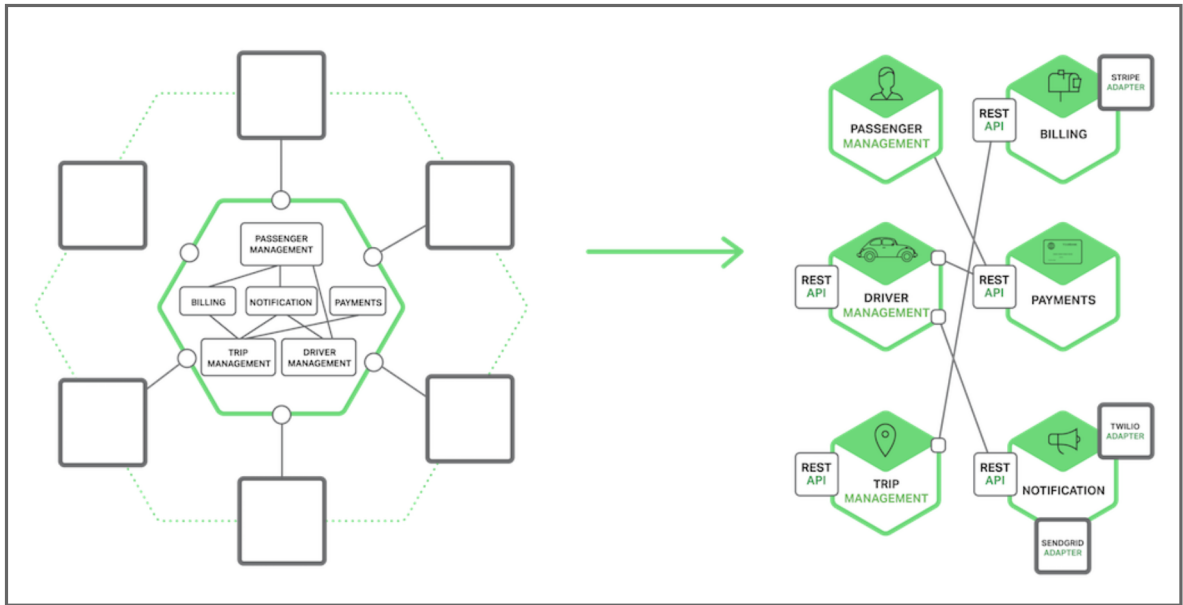 PASSENGER
MANAGEMENT
BILLING
NOTIFICATION
PAYMENTS
TRIP
MANAGEMENT
DRIVER
MANAGEMENT
PASSENGER
MANAGEMENT
REST
API
BILLING
STRIPE
ADAPTER
REST
API
DRIVER
MANAGEMENT
REST
API
PAYMENTS
REST
API
TRIP
MANAGEMENT
REST
API
NOTIFICATION
TWILIO
ADAPTER
SENDGRID
ADAPTER